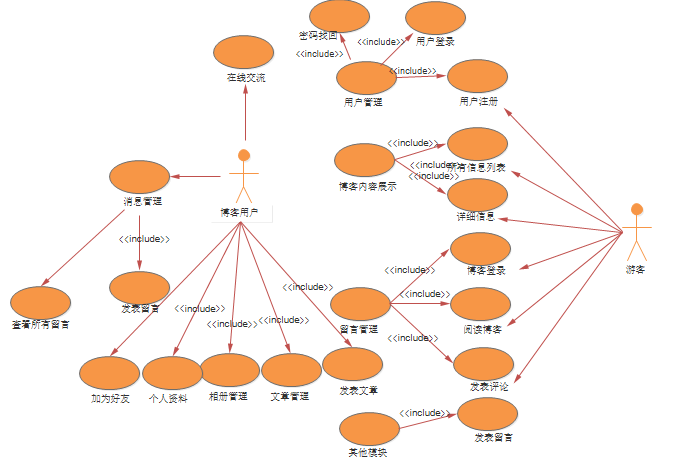 密码找回
<<include>>
用户登录
<<include>>
在线交流
<<include>>
用户管理
用户注册
<<include>>
<<include>>
所有信息列表
<<include>>
博客内容展示
消息管理
博客用户
详细信息
<<include>>
<<include>>
博客登录
游客
发表留言
<<include>>
<<include>>
<<include>>
查看所有留言
<<include>>
<<include>>
留言管理
阅读博客
<<include>>
加为好友
个人资料
相册管理
文章管理
发表文章
发表评论
<<include>>
发表留言
其他模块